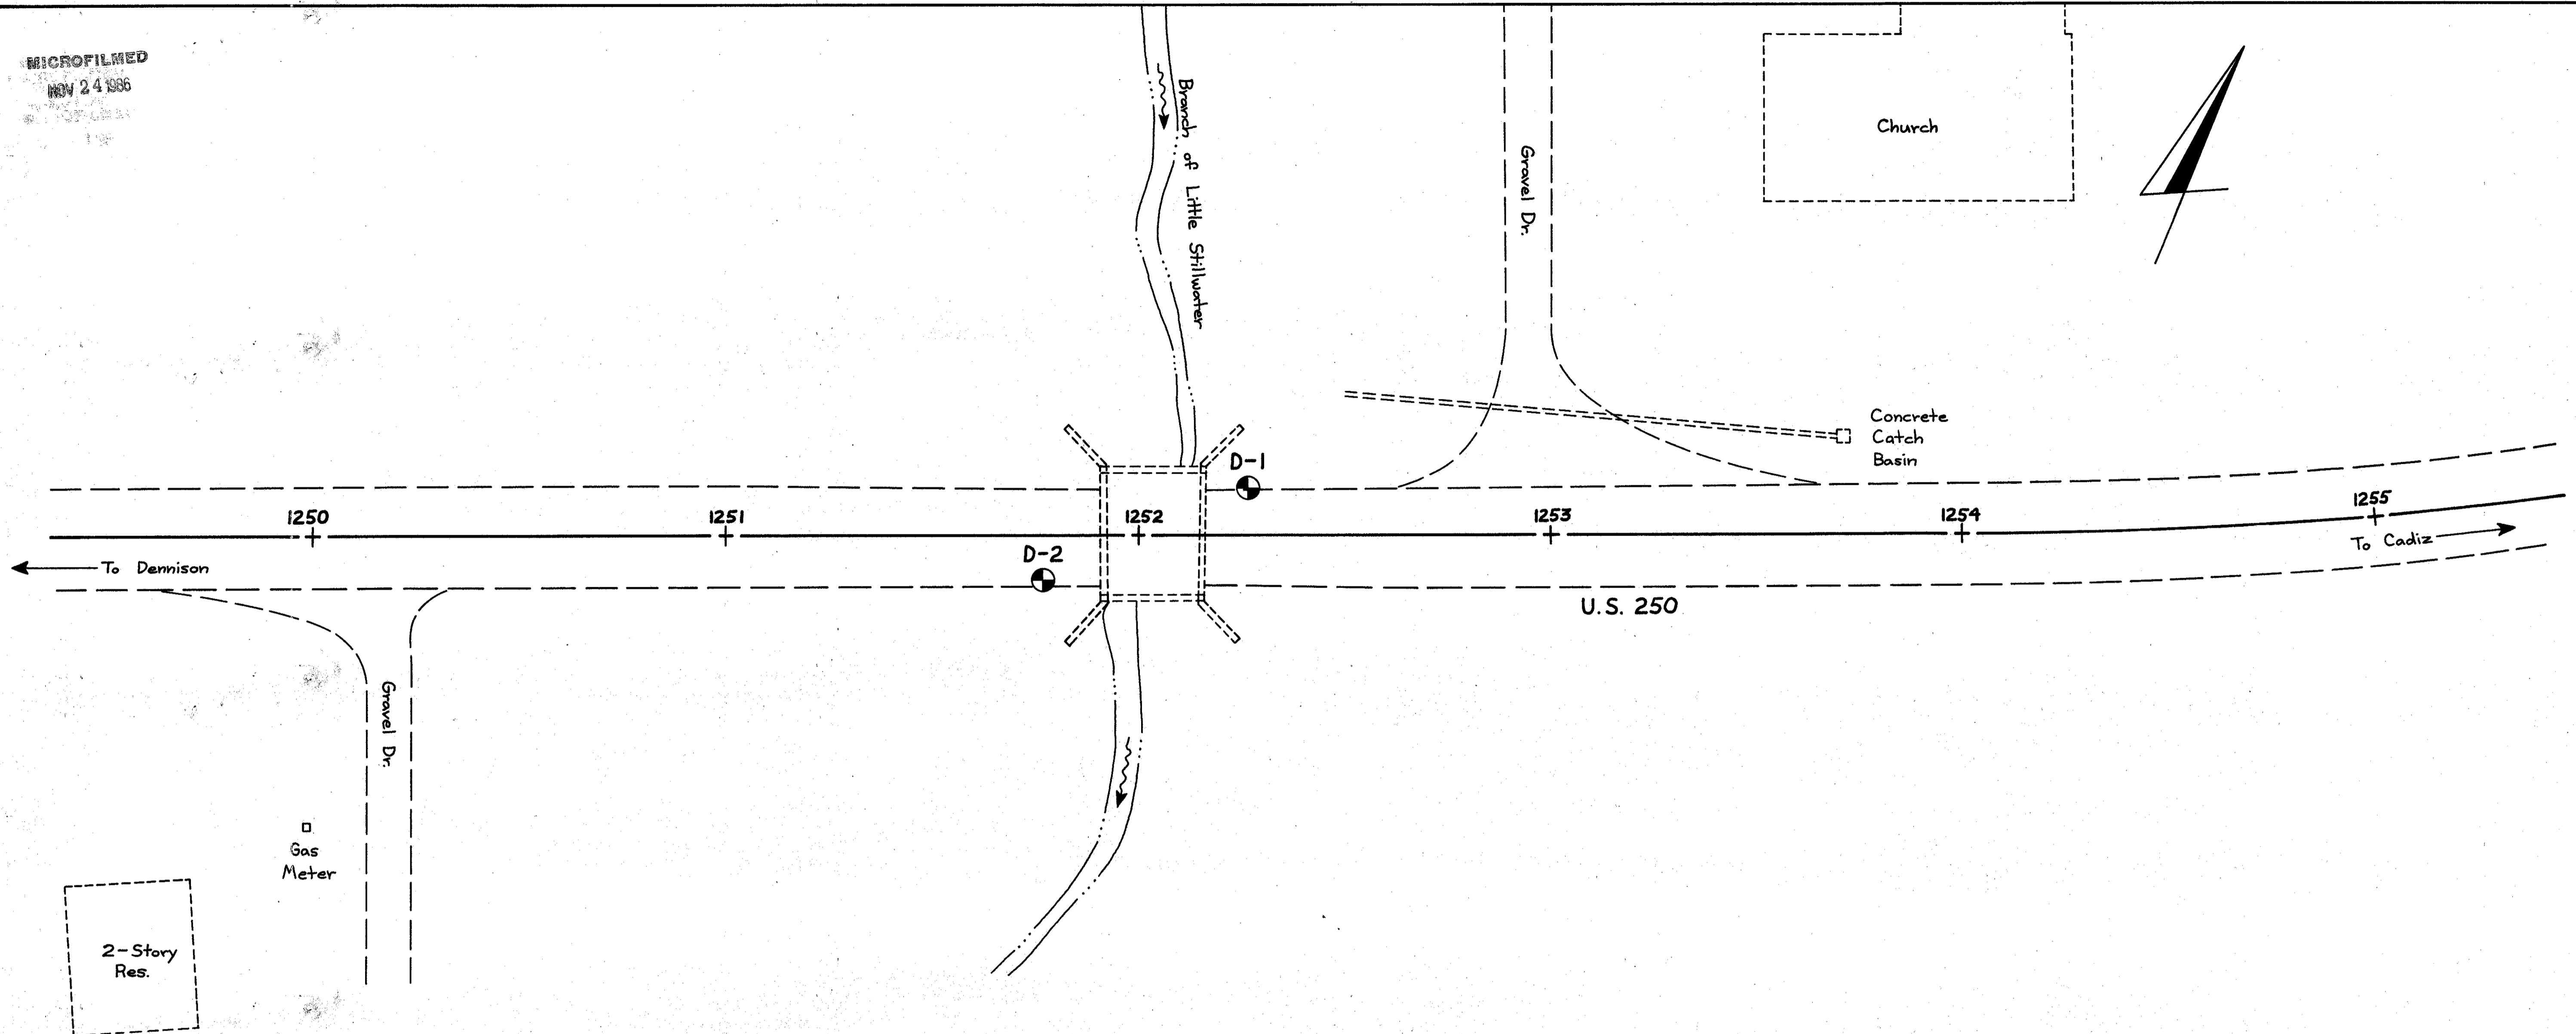 MICROFILMED
NOV 24 1986
Branch of Little Stillwater
Gravel Dr.
Church
Concrete
Catch
Basin
D-1
1250
1251
1252
1253
1254
1255
To Dennison
D-2
To Cadiz
U.S. 250
Gravel Dr.
Gas
Meter
2-Story
Res.